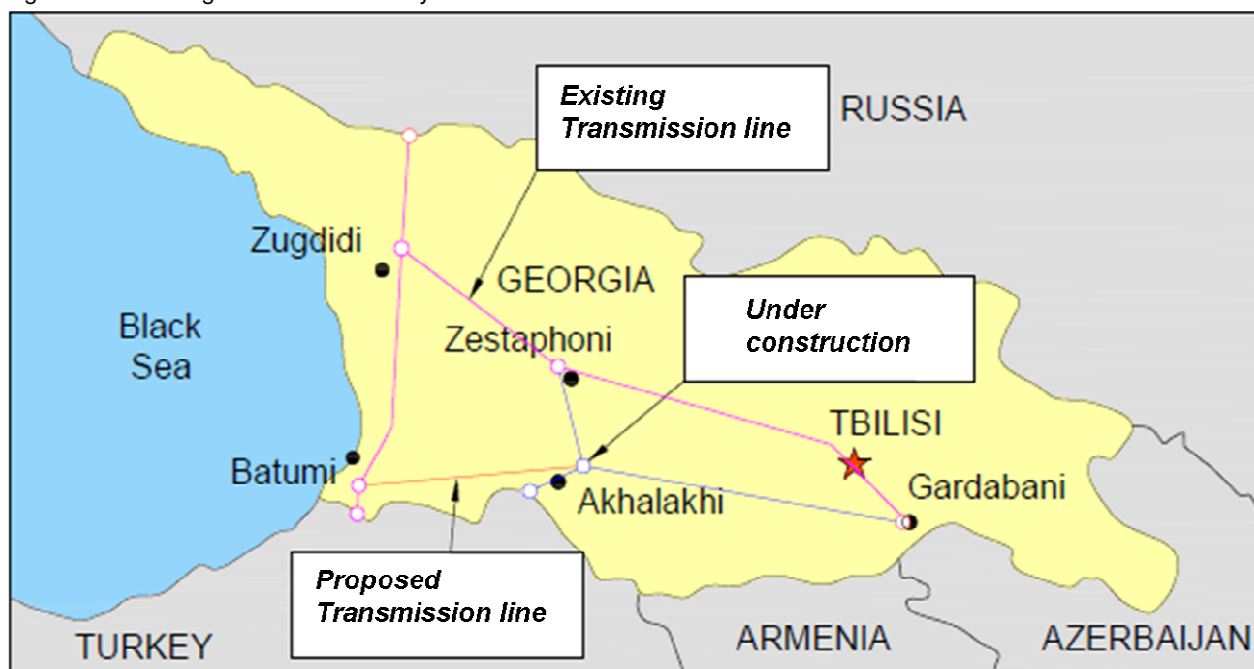 Existing
Transmission line
RUSSIA
Zugdidi
GEORGIA
Under
construction
Black
Sea
Zestaphoni
TBILISI
Batumi
Akhalakhi
Gardabani
Proposed
Transmission line
TURKEY
ARMENIA
AZERBAIJAN